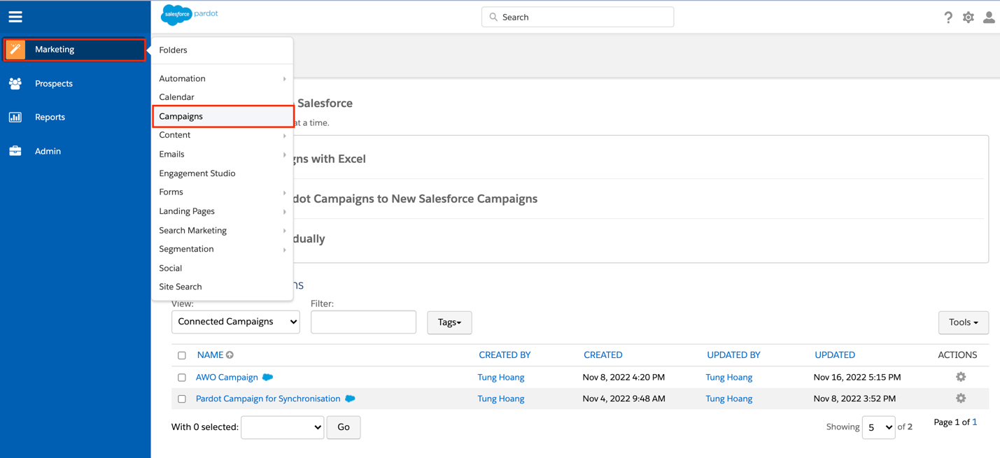 salesforce pardot
Search
Marketing
Prospects
Reports
Admin
Folders
Automation
Calendar
Campaigns
Content
Emails
Engagement Studio
Forms
Landing Pages
Search Marketing
Segmentation
Social
Site Search
Salesforce
at a time.
gns with Excel
dot Campaigns to New Salesforce Campaigns
dually
ns
View: Filter:
Connected Campaigns Tags Tools
NAME CREATED BY CREATED UPDATED BY UPDATED ACTIONS
AWO Campaign Tung Hoang Nov 8, 2022 4:20 PM Tung Hoang Nov 16, 2022 5:15 PM
Pardot Campaign for Synchronisation Tung Hoang Nov 4, 2022 9:48 AM Tung Hoang Nov 8, 2022 3:52 PM
With 0 selected: Go Showing 5 of 2 Page 1 of 1